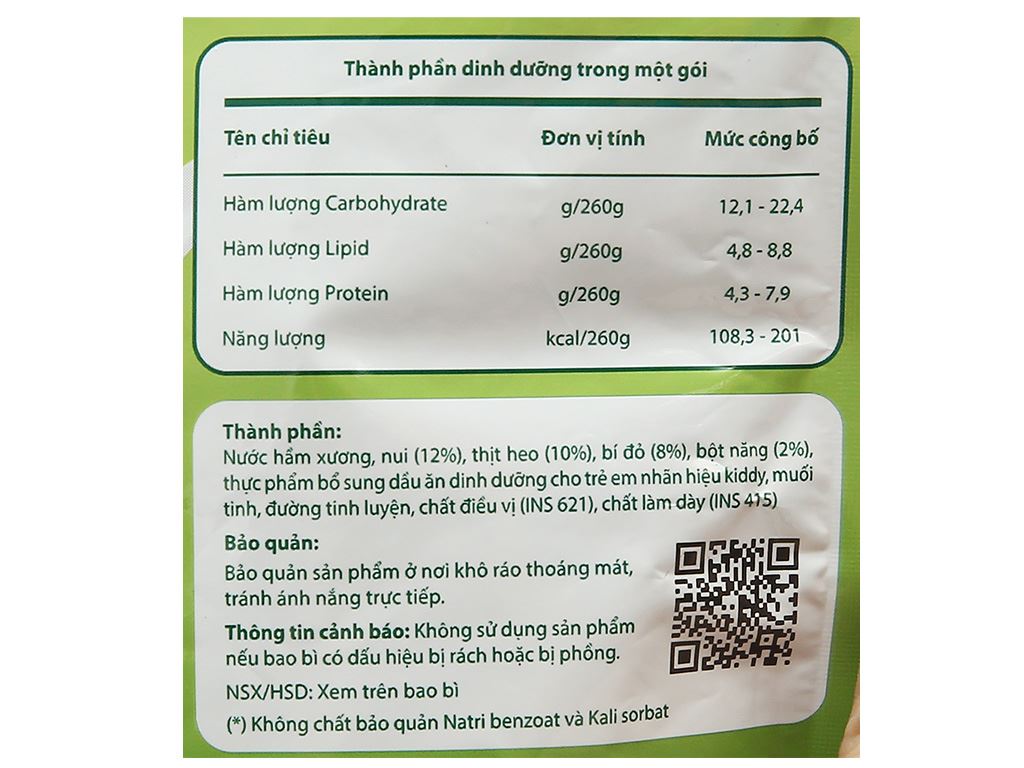 Thành phần dinh dưỡng trong một gói
Tên chỉ tiêu Đơn vị tính Mức công bố
Hàm lượng Carbohydrate g/260g 12,1 - 22,4
Hàm lượng Lipid g/260g 4,8 - 8,8
Hàm lượng Protein g/260g 4,3 - 7,9
Năng lượng kcal/260g 108,3 - 201
Thành phần:
Nước hầm xương, nui (12%), thịt heo (10%), bí đỏ (8%), bột năng (2%),
thực phẩm bổ sung dầu ăn dinh dưỡng cho trẻ em nhãn hiệu kiddy, muối
tinh, đường tinh luyện, chất điều vị (INS 621), chất làm dày (INS 415)
Bảo quản:
Bảo quản sản phẩm ở nơi khô ráo thoáng mát,
tránh ánh nắng trực tiếp.
Thông tin cảnh báo: Không sử dụng sản phẩm
nếu bao bì có dấu hiệu bị rách hoặc bị phồng.
NSX/HSD: Xem trên bao bì
(*) Không chất bảo quản Natri benzoat và Kali sorbat